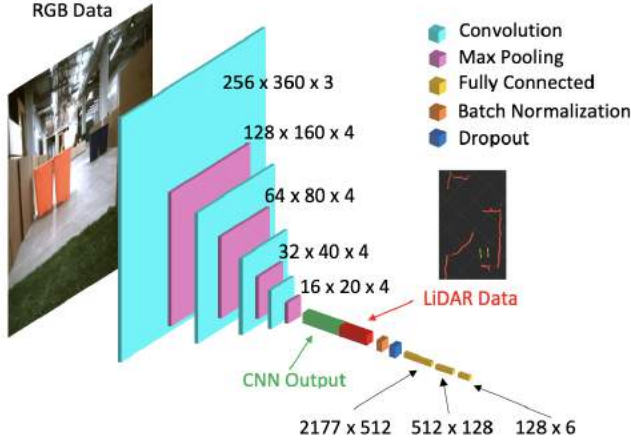 RGB Data
Convolution
Max Pooling
Fully Connected
Batch Normalization
Dropout
256 x 360 x 3
128 x 160 x 4
64 x 80 x 4
32 x 40 x 4
16 x 20 x 4
LiDAR Data
CNN Output
2177 x 512
512 x 128
128 x 6